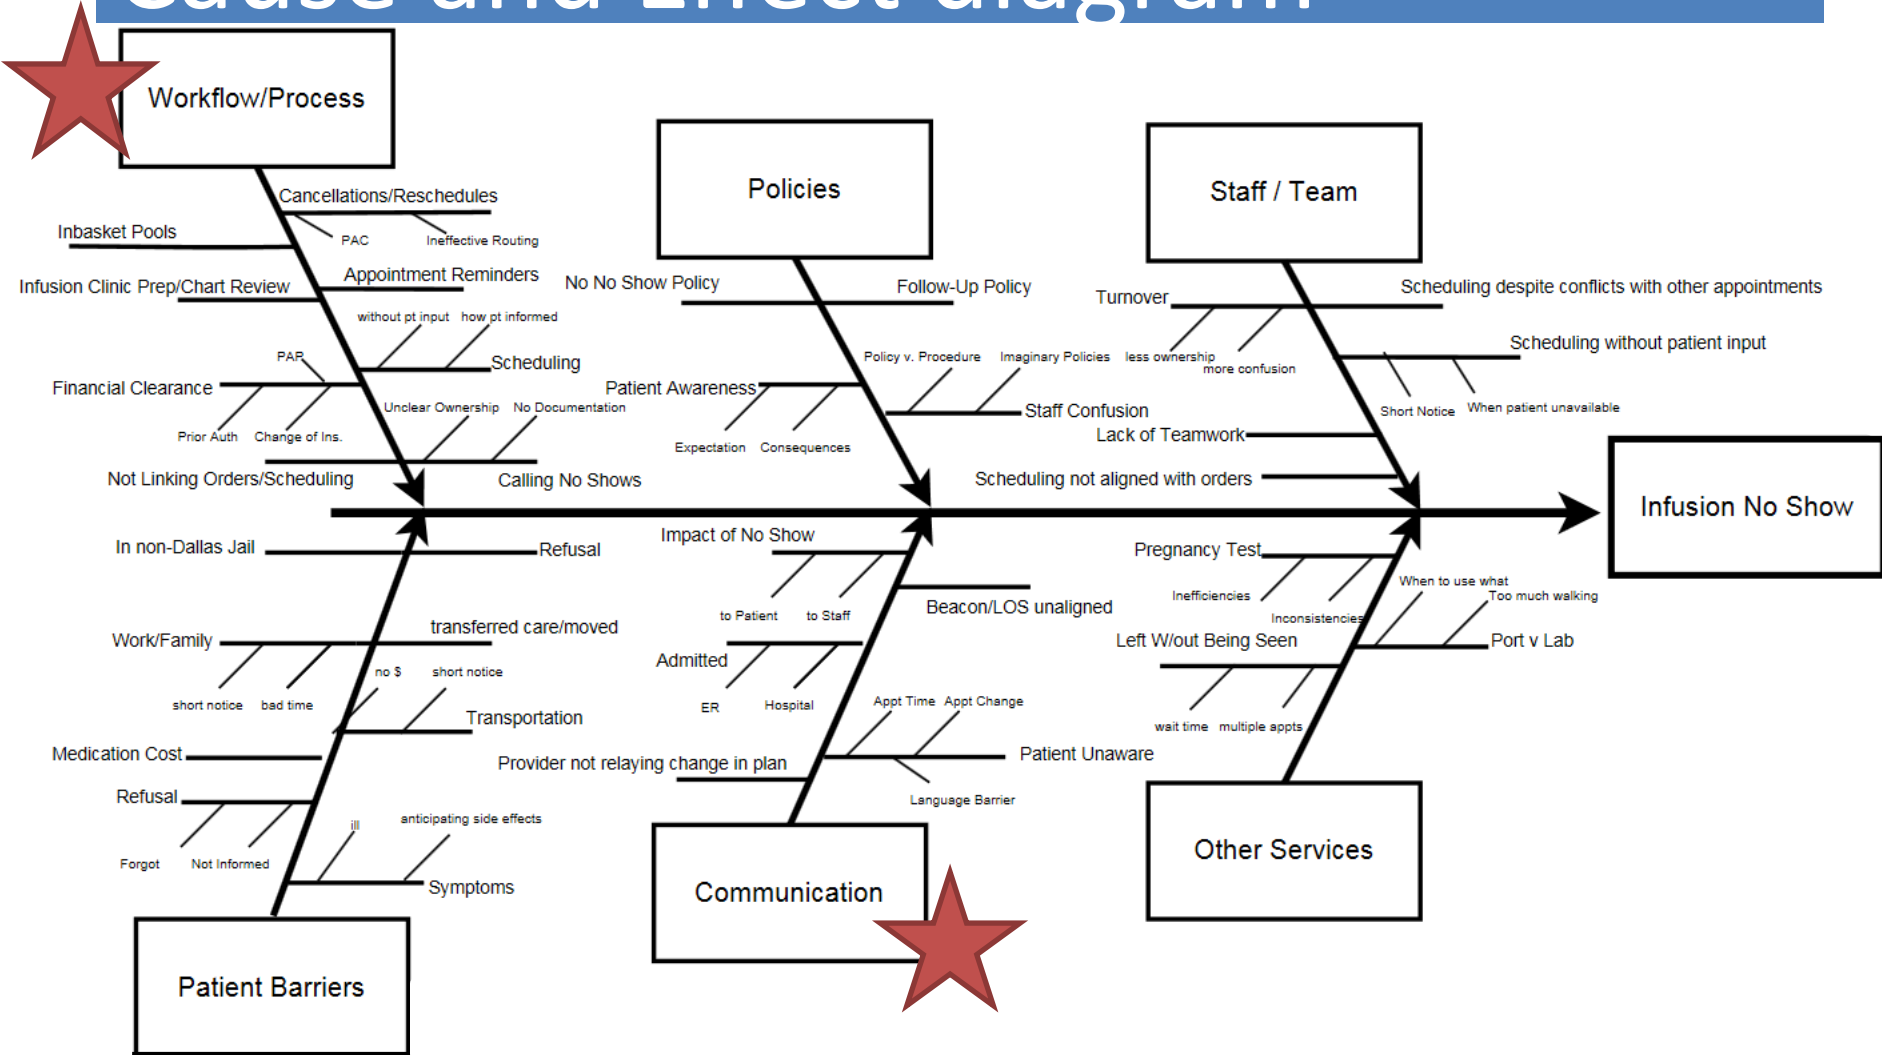 Cause and Effect diagram
Workflow/Process
Policies
Staff / Team
Cancellations/Reschedules
PAC
Ineffective Routing
Inbasket Pools
Appointment Reminders
Infusion Clinic Prep/Chart Review
without pt input
how pt informed
Scheduling
PAR
Financial Clearance
Prior Auth
Change of Ins.
Unclear Ownership
No Documentation
Not Linking Orders/Scheduling
Calling No Shows
No No Show Policy
Follow-Up Policy
Policy v. Procedure
Imaginary Policies
Patient Awareness
Expectation
Consequences
Staff Confusion
Turnover
less ownership
more confusion
Scheduling despite conflicts with other appointments
Scheduling without patient input
Short Notice
When patient unavailable
Lack of Teamwork
Scheduling not aligned with orders
Infusion No Show
In non-Dallas Jail
Refusal
Work/Family
short notice
bad time
transferred care/moved
no $
short notice
Transportation
Medication Cost
Refusal
Forgot
Not Informed
ill
anticipating side effects
Symptoms
Patient Barriers
Impact of No Show
to Patient
to Staff
Beacon/LOS unaligned
Admitted
ER
Hospital
Appt Time
Appt Change
Provider not relaying change in plan
Patient Unaware
Language Barrier
Communication
Pregnancy Test
Inefficiencies
Inconsistencies
When to use what
Too much walking
Left W/out Being Seen
Port v Lab
wait time
multiple appts
Other Services